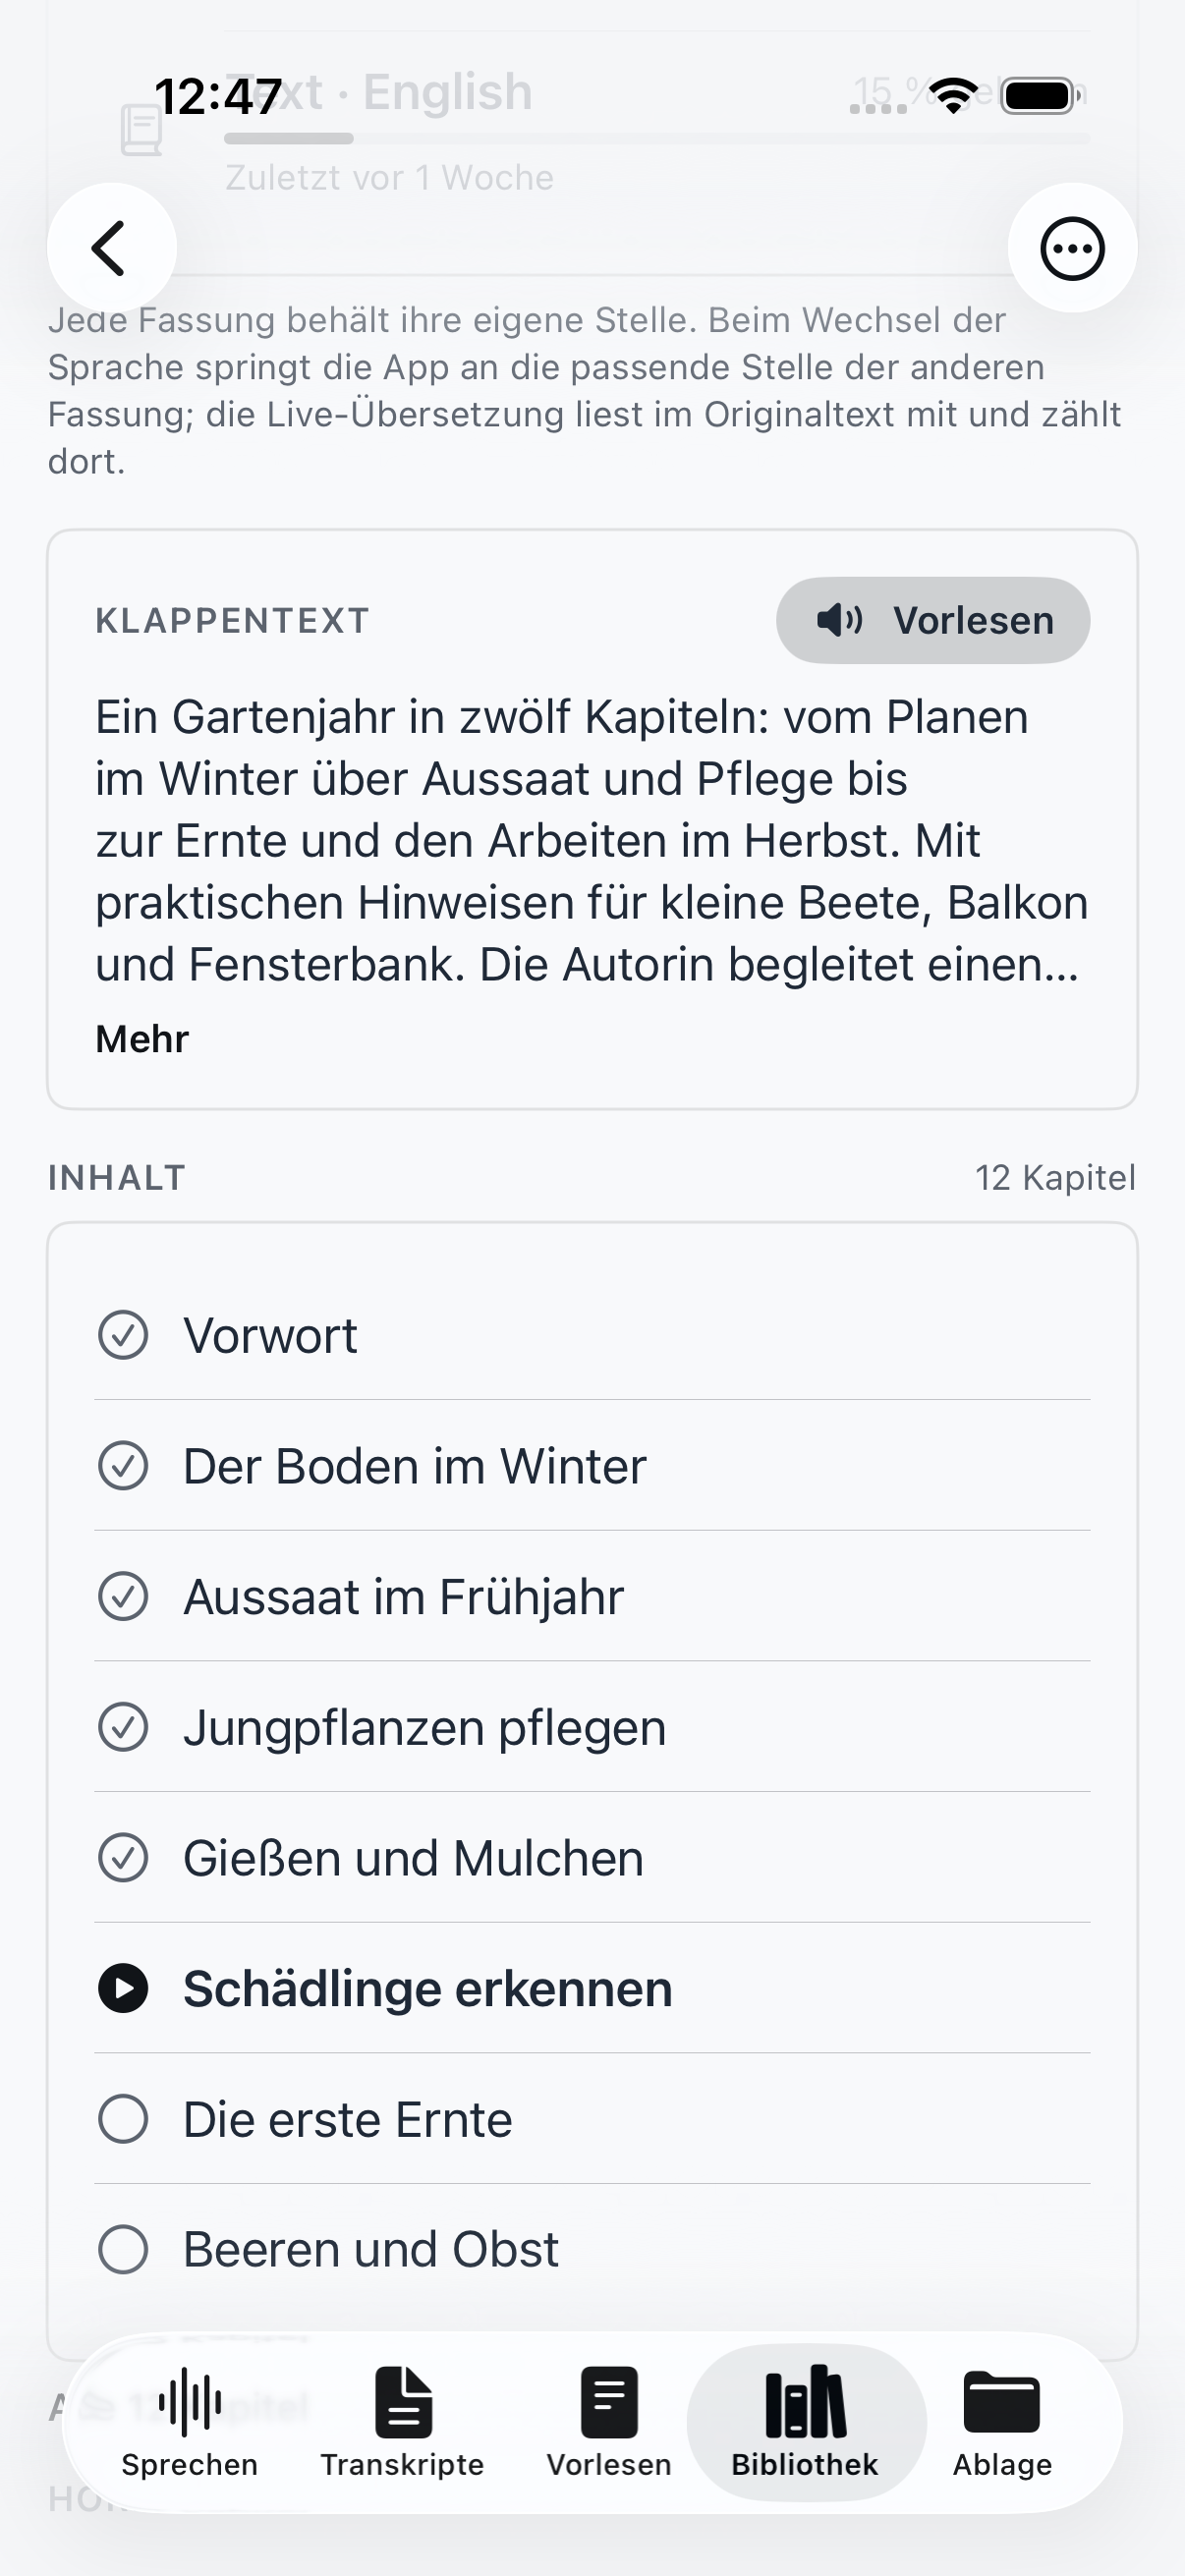 12:47
Text · English
15 %
Zuletzt vor 1 Woche
Jede Fassung behält ihre eigene Stelle. Beim Wechsel der
Sprache springt die App an die passende Stelle der anderen
Fassung; die Live-Übersetzung liest im Originaltext mit und zählt
dort.
KLAPPENTEXT
Vorlesen
Ein Gartenjahr in zwölf Kapiteln: vom Planen
im Winter über Aussaat und Pflege bis
zur Ernte und den Arbeiten im Herbst. Mit
praktischen Hinweisen für kleine Beete, Balkon
und Fensterbank. Die Autorin begleitet einen…
Mehr
INHALT
12 Kapitel
Vorwort
Der Boden im Winter
Aussaat im Frühjahr
Jungpflanzen pflegen
Gießen und Mulchen
Schädlinge erkennen
Die erste Ernte
Beeren und Obst
Sprechen
Transkripte
Vorlesen
Bibliothek
Ablage